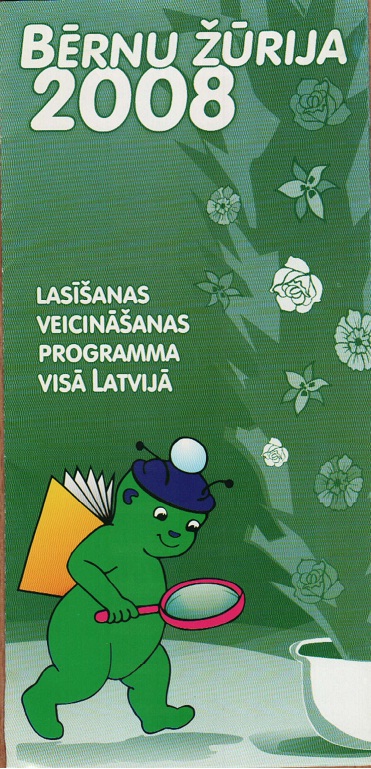 BĒRNU ŽŪRIJA
2008
LASĪŠANAS
VEICINĀŠANAS
PROGRAMMA
VISĀ LATVIJĀ